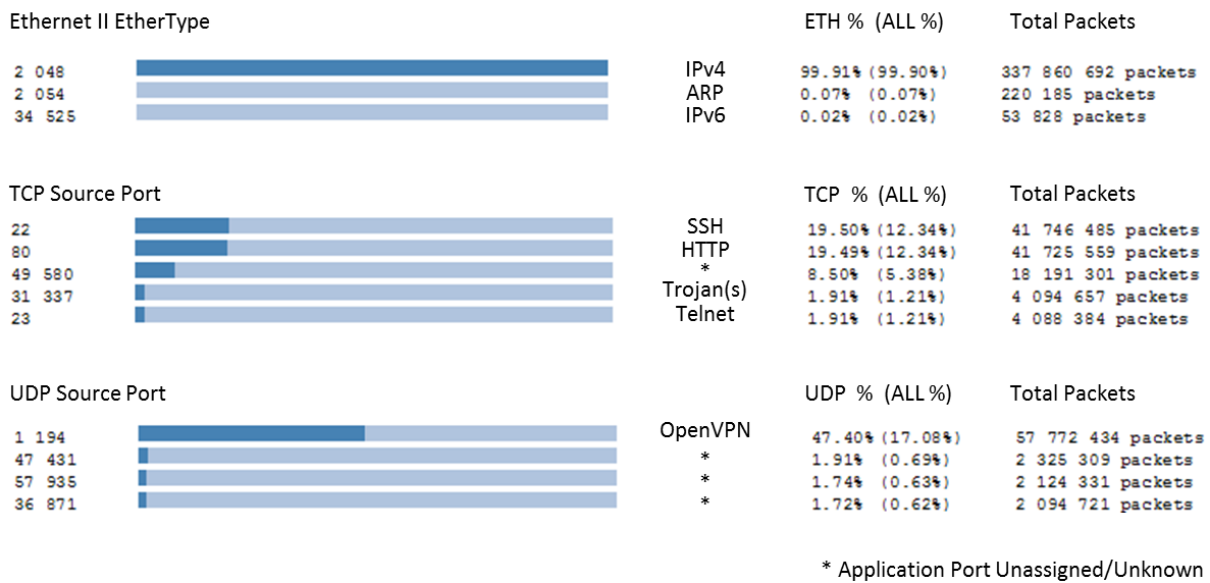 Ethernet II EtherType ETH % (ALL %) Total Packets
2 048 IPv4 99.91% (99.90%) 337 860 692 packets
2 054 ARP 0.07% (0.07%) 220 185 packets
34 525 IPv6 0.02% (0.02%) 53 828 packets
TCP Source Port TCP % (ALL %) Total Packets
22 SSH 19.50% (12.34%) 41 746 485 packets
80 HTTP 19.49% (12.34%) 41 725 559 packets
49 580 * 8.50% (5.38%) 18 191 301 packets
31 337 Trojan(s) 1.91% (1.21%) 4 094 657 packets
23 Telnet 1.91% (1.21%) 4 088 384 packets
UDP Source Port UDP % (ALL %) Total Packets
1 194 OpenVPN 47.40% (17.08%) 57 772 434 packets
47 431 * 1.91% (0.69%) 2 325 309 packets
57 935 * 1.74% (0.63%) 2 124 331 packets
36 871 * 1.72% (0.62%) 2 094 721 packets
* Application Port Unassigned/Unknown